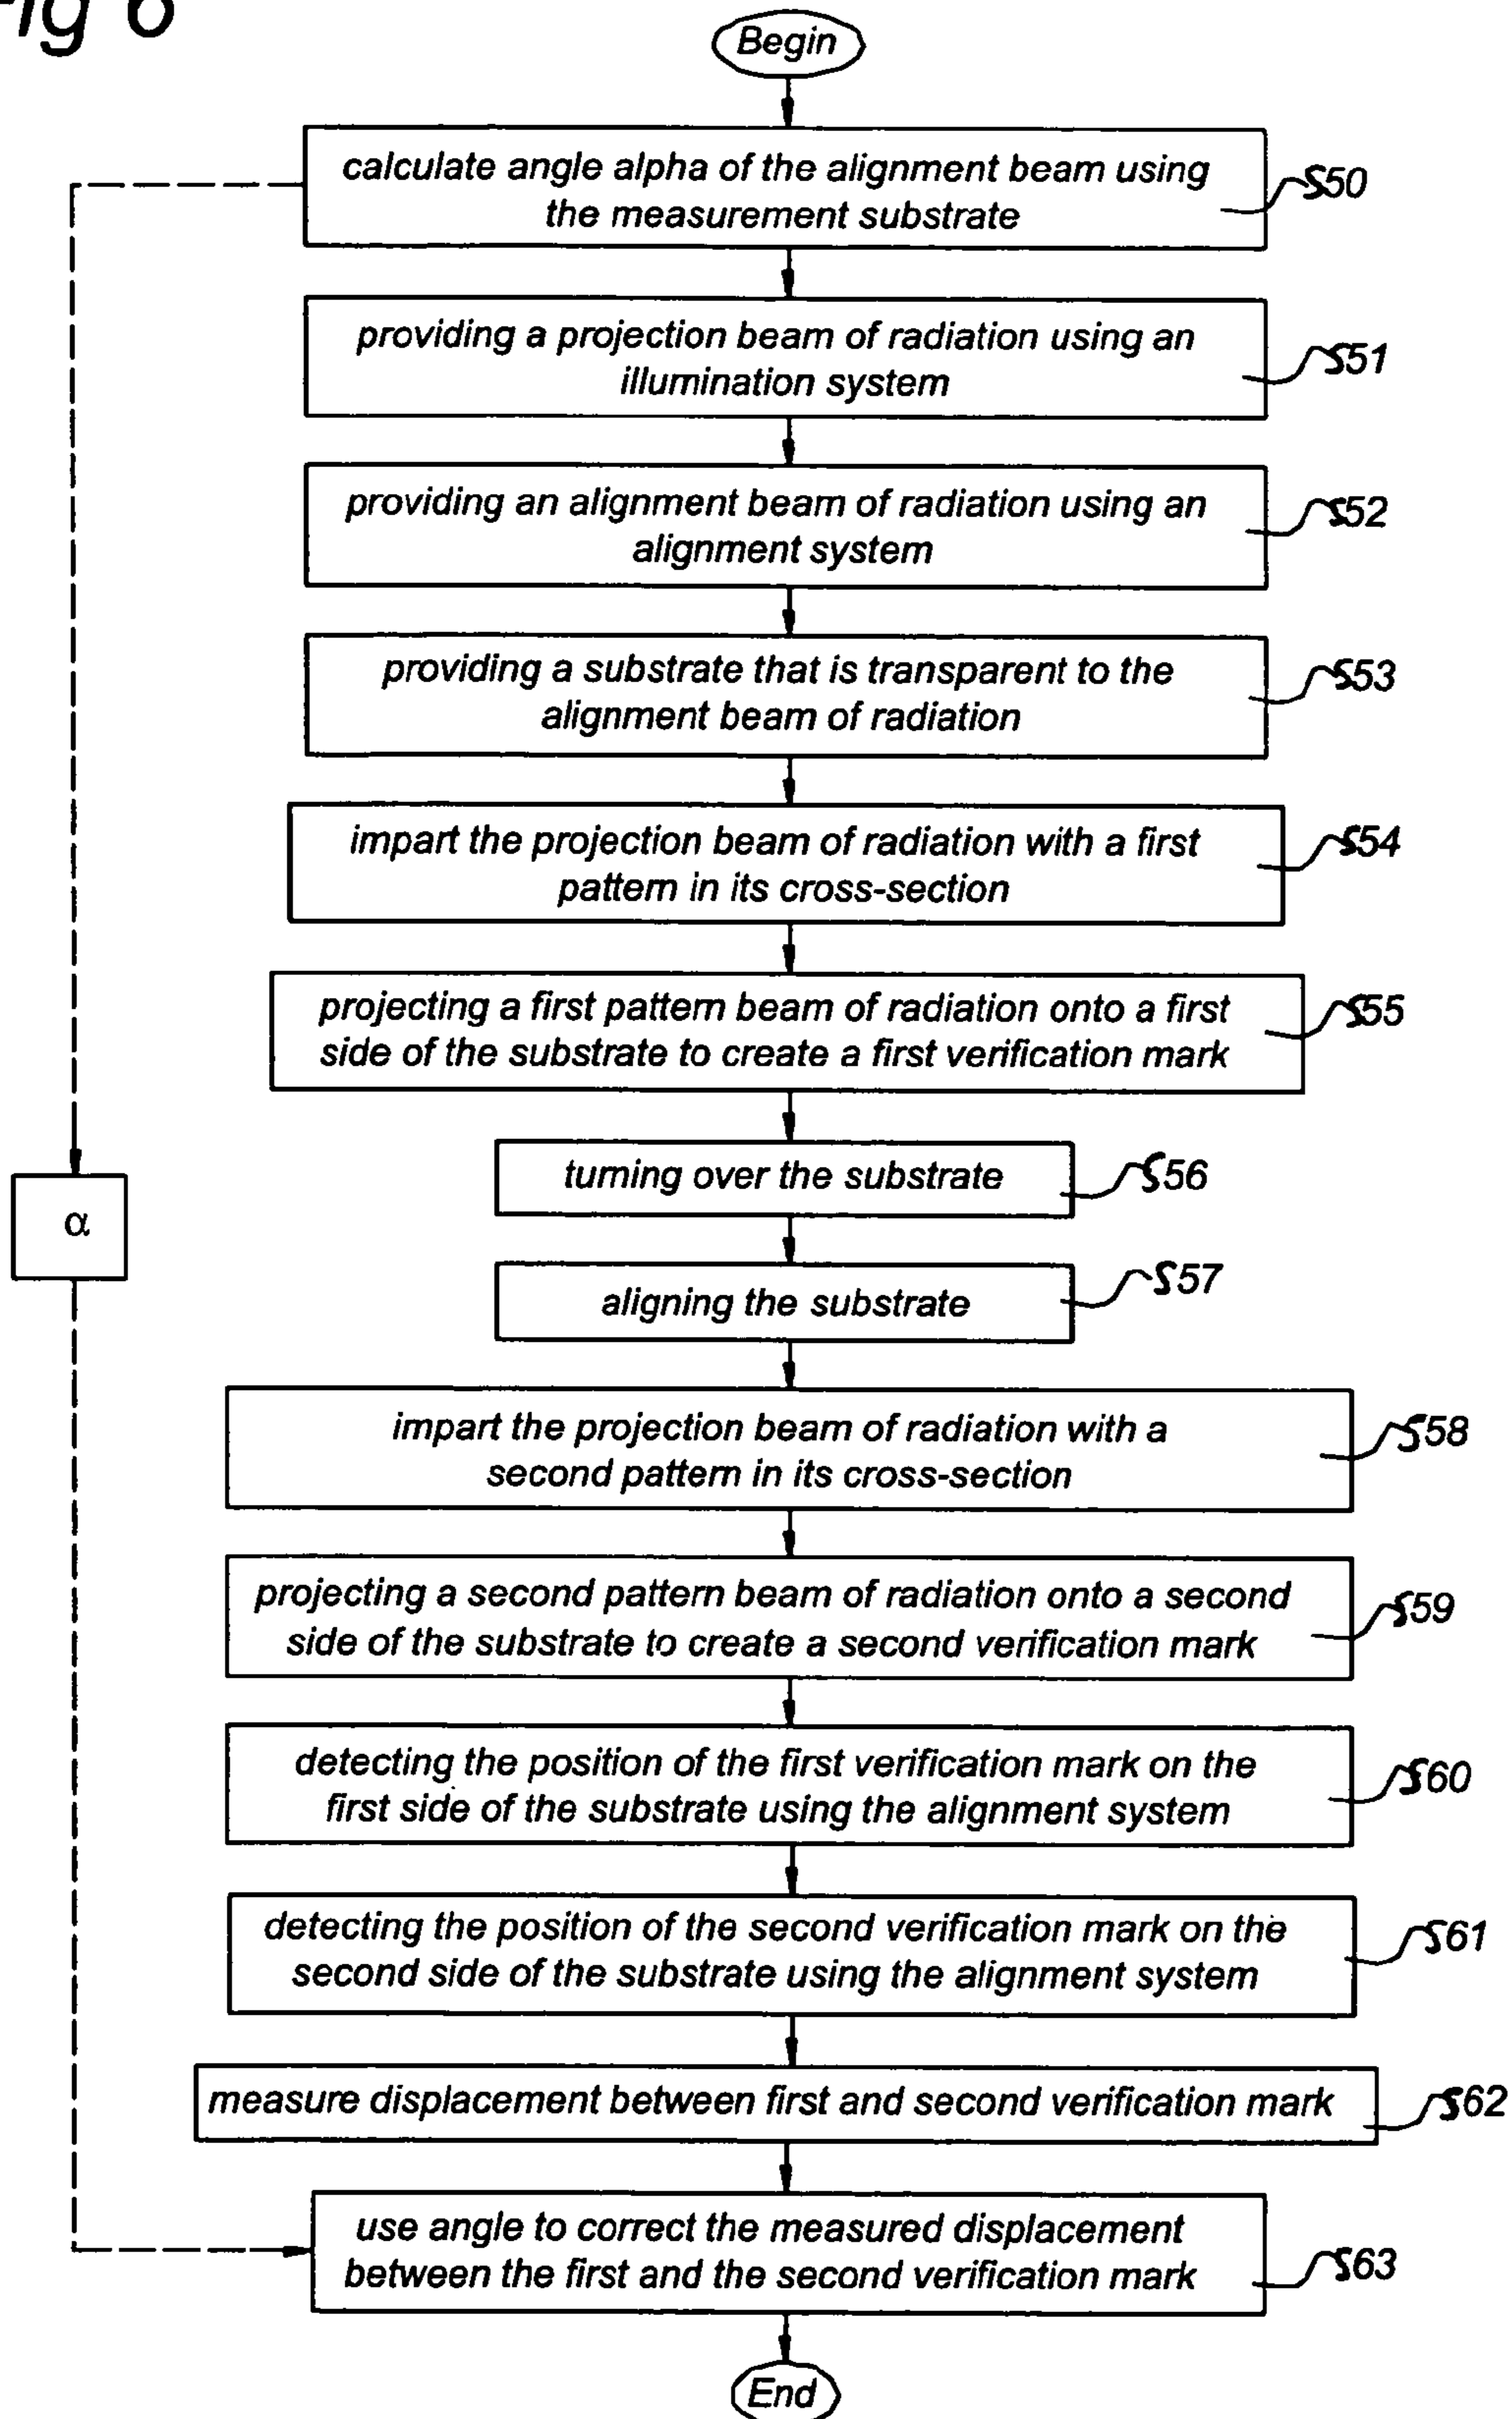 Fig 6
Begin
calculate angle alpha of the alignment beam using
the measurement substrate
S50
providing a projection beam of radiation using an
illumination system
S51
providing an alignment beam of radiation using an
alignment system
S52
providing a substrate that is transparent to the
alignment beam of radiation
S53
impart the projection beam of radiation with a first
pattern in its cross-section
S54
projecting a first pattern beam of radiation onto a first
side of the substrate to create a first verification mark
S55
turning over the substrate
S56
α
aligning the substrate
S57
impart the projection beam of radiation with a
second pattern in its cross-section
S58
projecting a second pattern beam of radiation onto a second
side of the substrate to create a second verification mark
S59
detecting the position of the first verification mark on the
first side of the substrate using the alignment system
S60
detecting the position of the second verification mark on the
second side of the substrate using the alignment system
S61
measure displacement between first and second verification mark
S62
use angle to correct the measured displacement
between the first and the second verification mark
S63
End